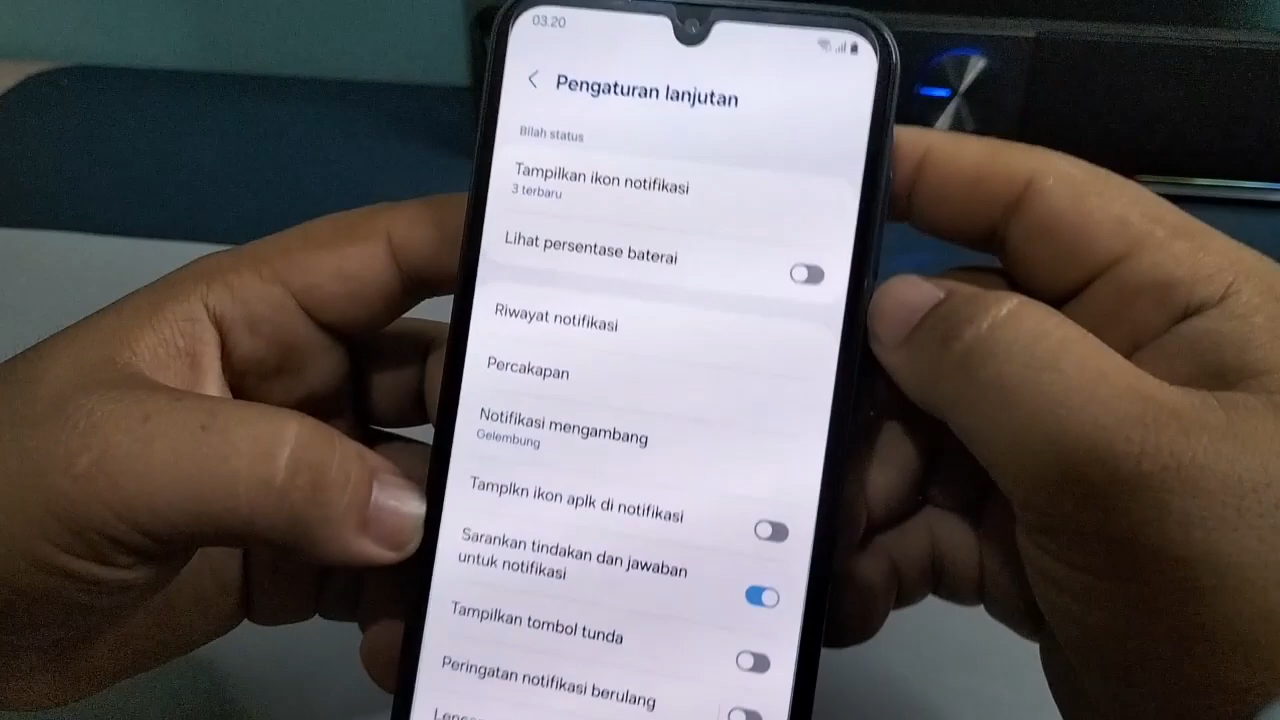 03.20
Pengaturan lanjutan
Bilah status
Tampilkan ikon notifikasi
3 terbaru
Lihat persentase baterai
Riwayat notifikasi
Percakapan
Notifikasi mengambang
Gelembung
Tamplkn ikon aplk di notifikasi
Sarankan tindakan dan jawaban
untuk notifikasi
Tampilkan tombol tunda
Peringatan notifikasi berulang